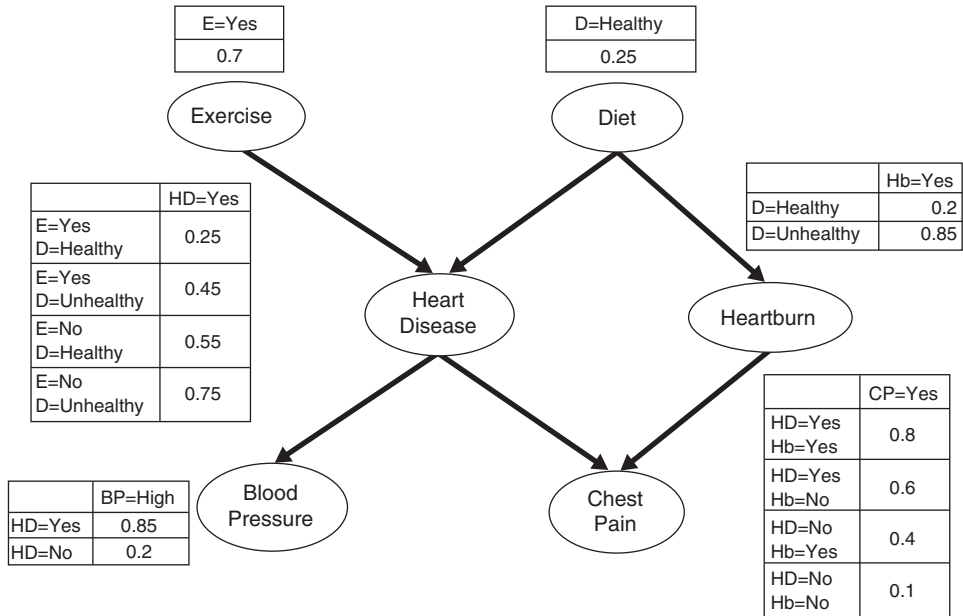 E=Yes
0.7
D=Healthy
0.25
Exercise
Diet
HD=Yes
E=Yes
D=Healthy
0.25
E=Yes
D=Unhealthy
0.45
E=No
D=Healthy
0.55
E=No
D=Unhealthy
0.75
Hb=Yes
D=Healthy 0.2
D=Unhealthy 0.85
Heart
Disease
Heartburn
CP=Yes
HD=Yes
Hb=Yes
0.8
HD=Yes
Hb=No
0.6
HD=No
Hb=Yes
0.4
HD=No
Hb=No
0.1
BP=High
HD=Yes 0.85
HD=No 0.2
Blood
Pressure
Chest
Pain